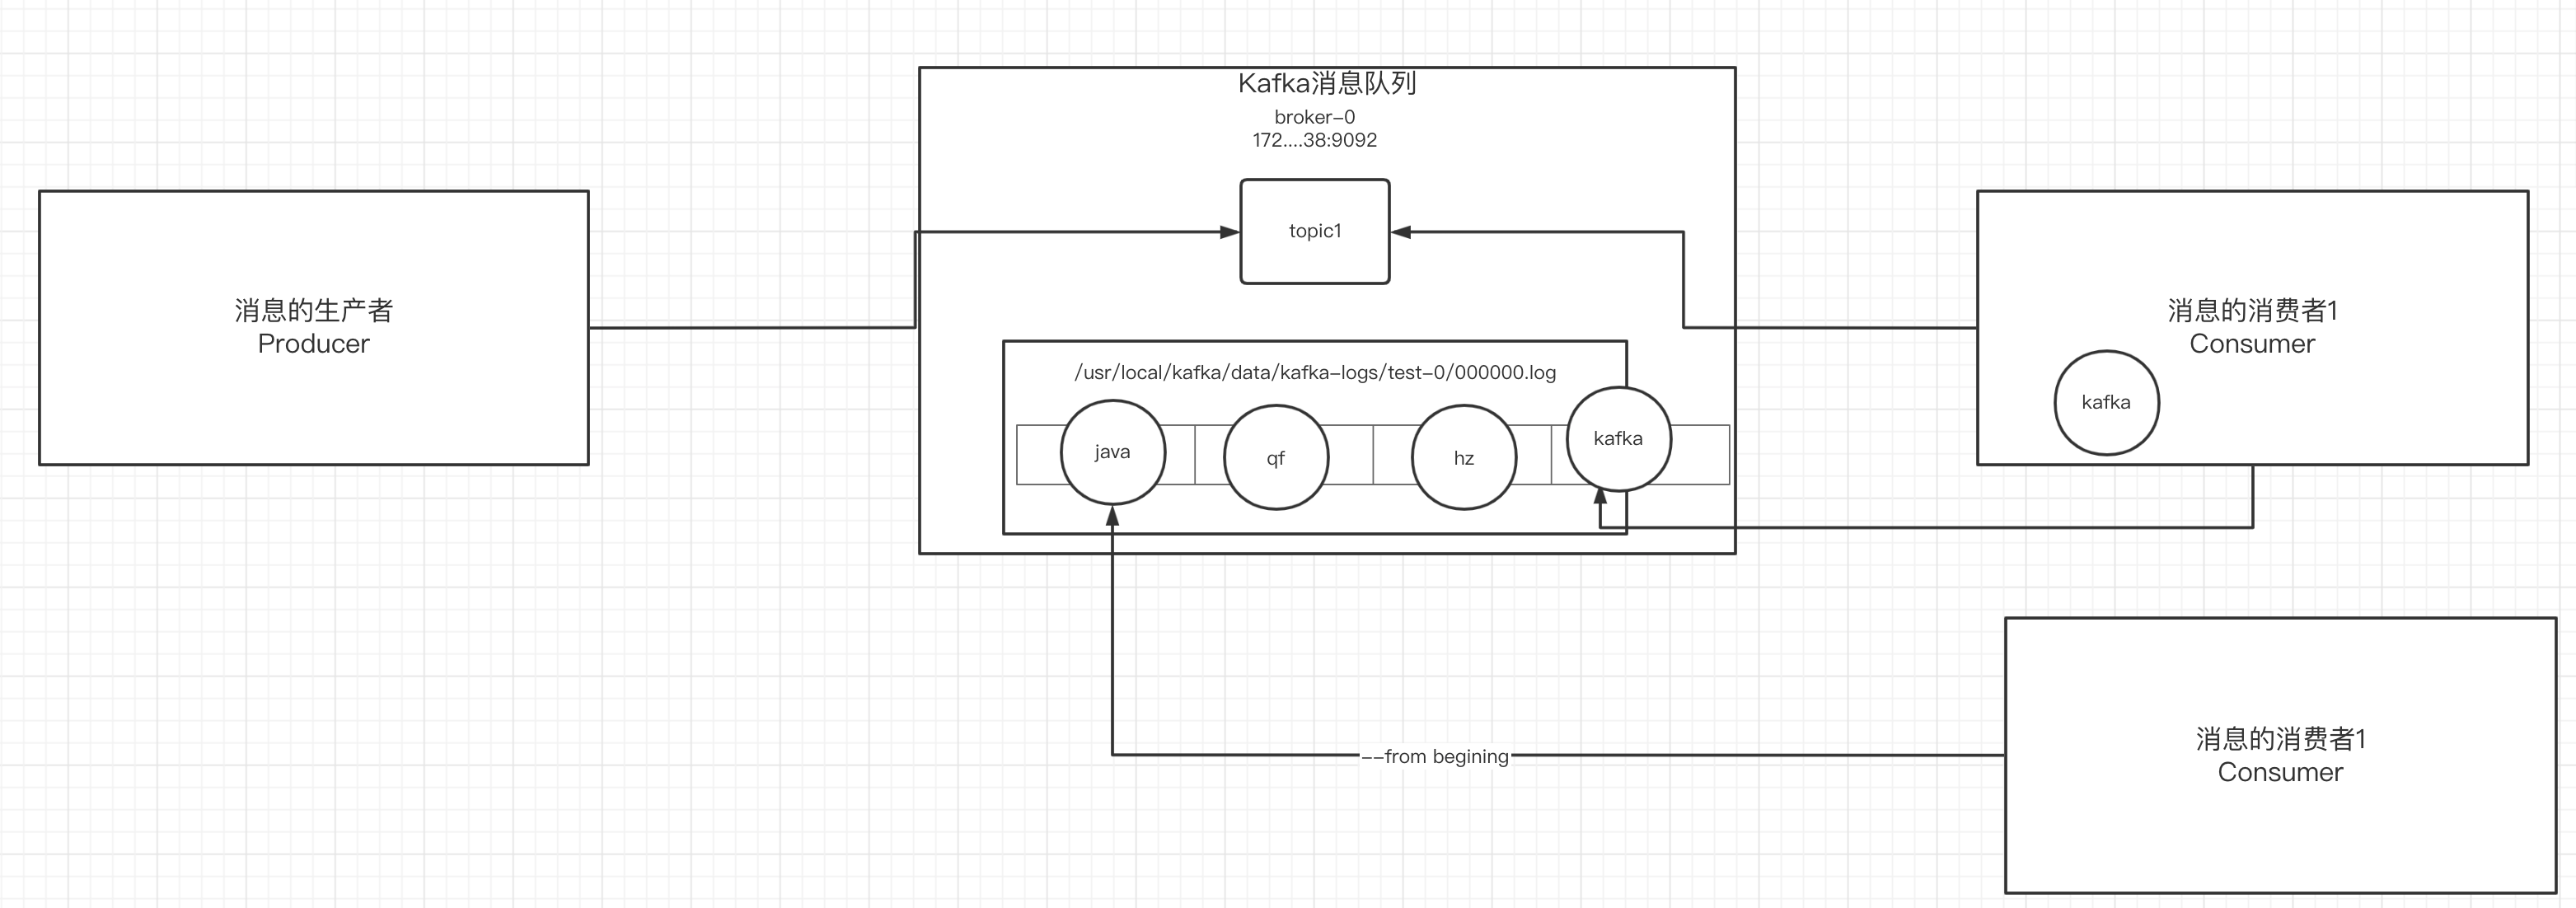 Kafka消息队列
broker-0
172....38:9092
topic1
消息的生产者
Producer
消息的消费者1
Consumer
kafka
/usr/local/kafka/data/kafka-logs/test-0/000000.log
java
qf
hz
kafka
--from begining
消息的消费者1
Consumer